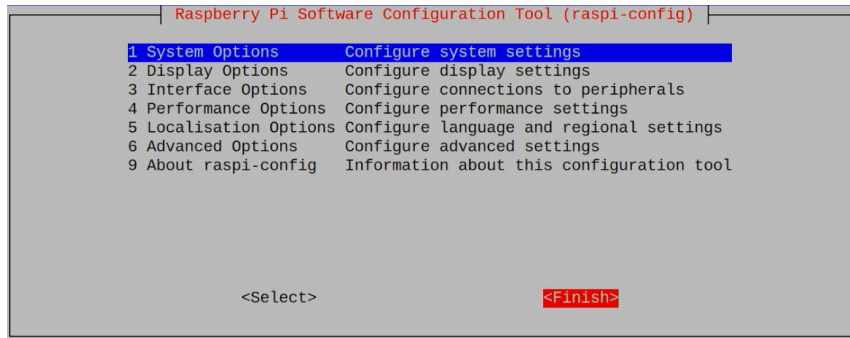 Raspberry Pi Software Configuration Tool (raspi-config)
1 System Options Configure system settings
2 Display Options Configure display settings
3 Interface Options Configure connections to peripherals
4 Performance Options Configure performance settings
5 Localisation Options Configure language and regional settings
6 Advanced Options Configure advanced settings
9 About raspi-config Information about this configuration tool
<Select> <Finish>